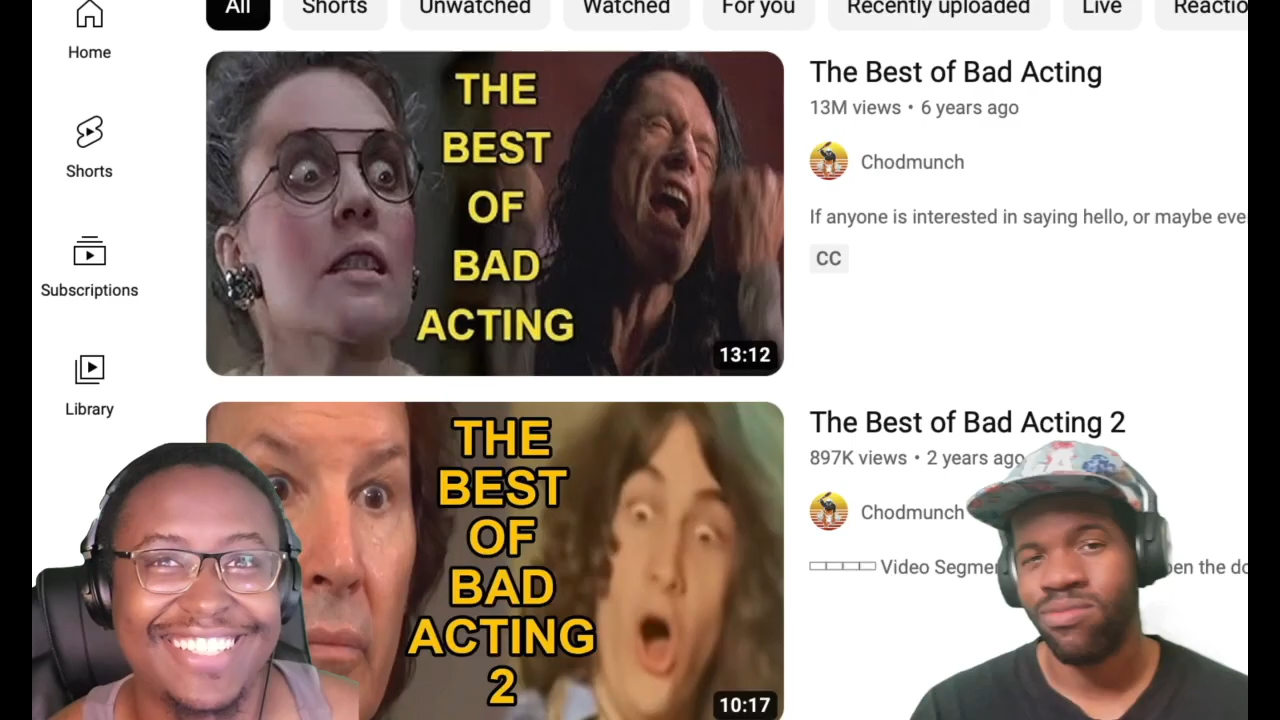 All
Shorts
Unwatched
Watched
For you
Recently uploaded
Live
Reactio
Home
Shorts
Subscriptions
Library
THE
BEST
OF
BAD
ACTING
13:12
The Best of Bad Acting
13M views • 6 years ago
Chodmunch
If anyone is interested in saying hello, or maybe eve
CC
THE
BEST
OF
BAD
ACTING
2
10:17
The Best of Bad Acting 2
897K views • 2 years ago
Chodmunch
Video
the